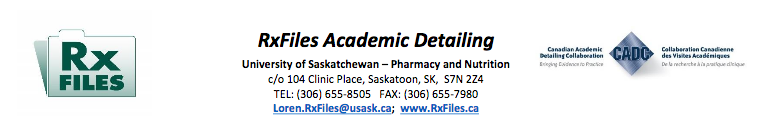 Rx
FILES
RxFiles Academic Detailing
University of Saskatchewan – Pharmacy and Nutrition
c/o 104 Clinic Place, Saskatoon, SK, S7N 2Z4
TEL: (306) 655-8505 FAX: (306) 655-7980
Loren.RxFiles@usask.ca; www.RxFiles.ca
Canadian Academic
Detailing Collaboration
Bringing Evidence to Practice
CADC
Collaboration Canadienne
des Visites Académiques
De la recherche à la pratique clinique